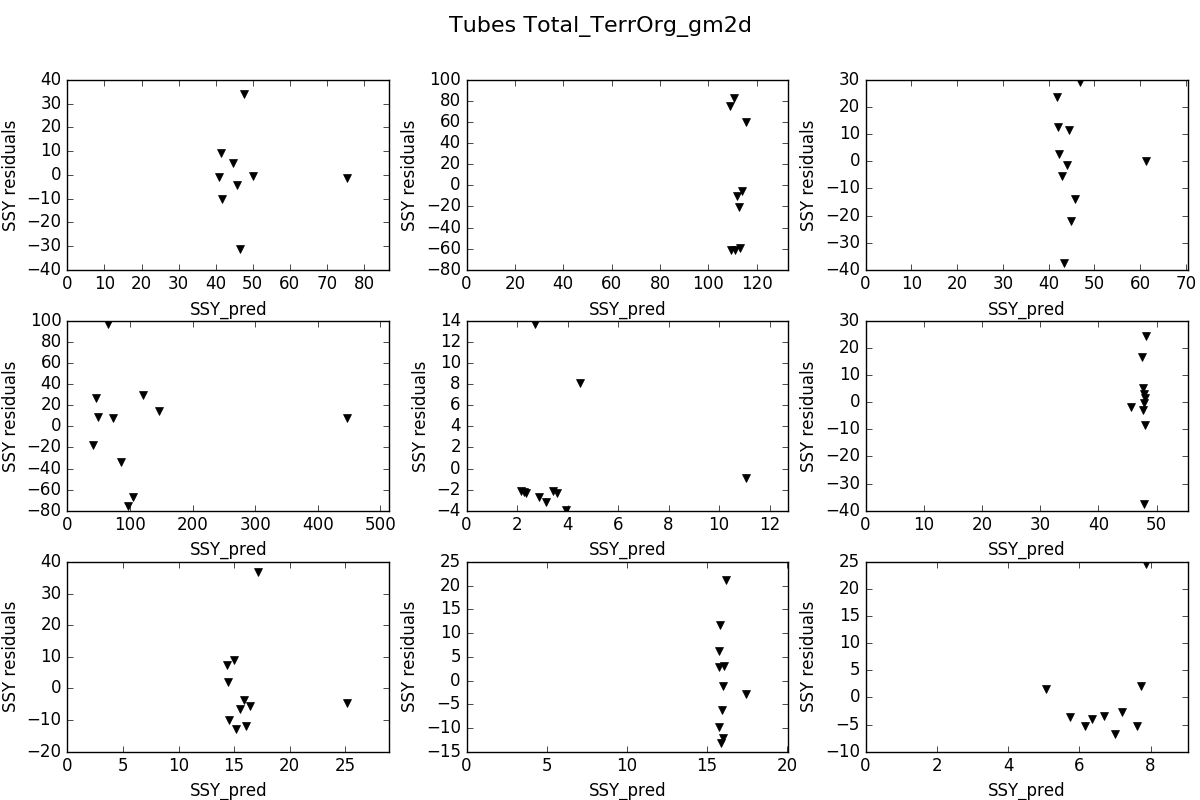 Tubes Total_TerrOrg_gm2d
40 30 20 10 0 −10 −20 −30 −40
SSY residuals
0 10 20 30 40 50 60 70 80
SSY_pred
100 80 60 40 20 0 −20 −40 −60 −80
SSY residuals
0 20 40 60 80 100 120
SSY_pred
30 20 10 0 −10 −20 −30 −40
SSY residuals
0 10 20 30 40 50 60 70
SSY_pred
100 80 60 40 20 0 −20 −40 −60 −80
SSY residuals
0 100 200 300 400 500
SSY_pred
14 12 10 8 6 4 2 0 −2 −4
SSY residuals
0 2 4 6 8 10 12
SSY_pred
30 20 10 0 −10 −20 −30 −40
SSY residuals
0 10 20 30 40 50
SSY_pred
40 30 20 10 0 −10 −20
SSY residuals
0 5 10 15 20 25
SSY_pred
25 20 15 10 5 0 −5 −10 −15
SSY residuals
0 5 10 15 20
SSY_pred
25 20 15 10 5 0 −5 −10
SSY residuals
0 2 4 6 8
SSY_pred